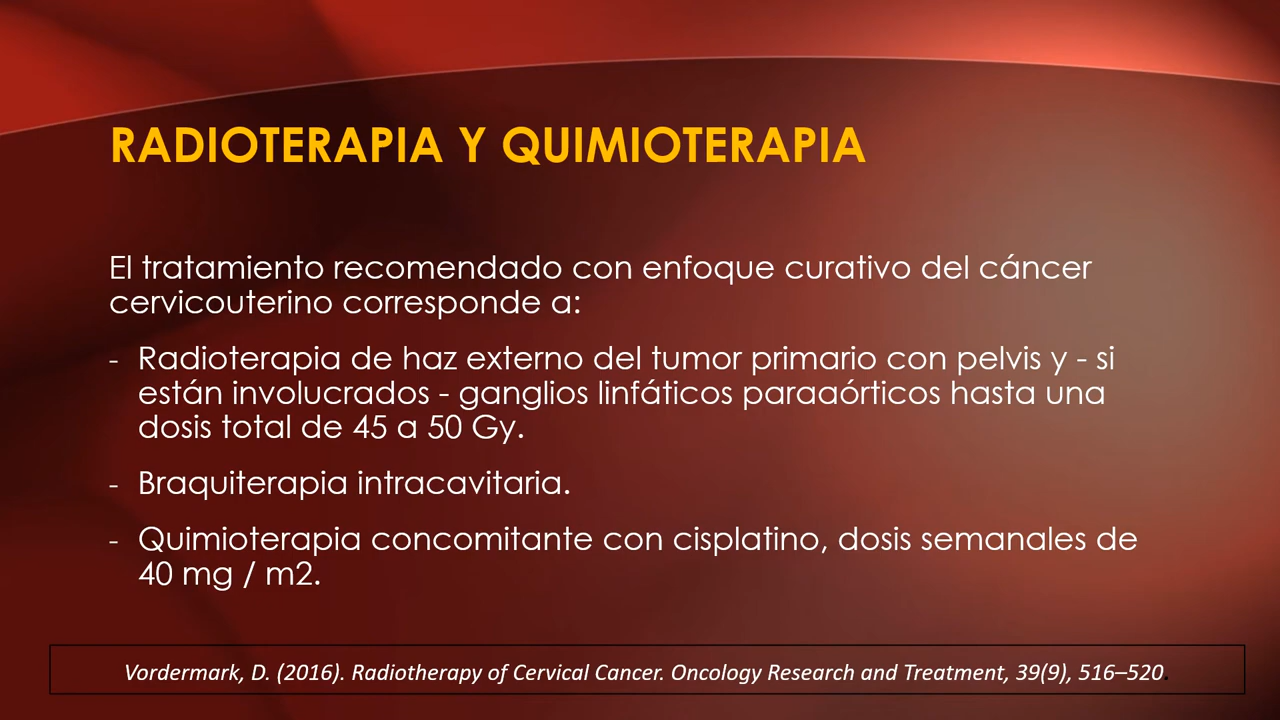 RADIOTERAPIA Y QUIMIOTERAPIA
El tratamiento recomendado con enfoque curativo del cáncer
cervicouterino corresponde a:
- Radioterapia de haz externo del tumor primario con pelvis y - si
están involucrados - ganglios linfáticos paraaórticos hasta una
dosis total de 45 a 50 Gy.
- Braquiterapia intracavitaria.
- Quimioterapia concomitante con cisplatino, dosis semanales de
40 mg / m2.
Vordermark, D. (2016). Radiotherapy of Cervical Cancer. Oncology Research and Treatment, 39(9), 516–520.